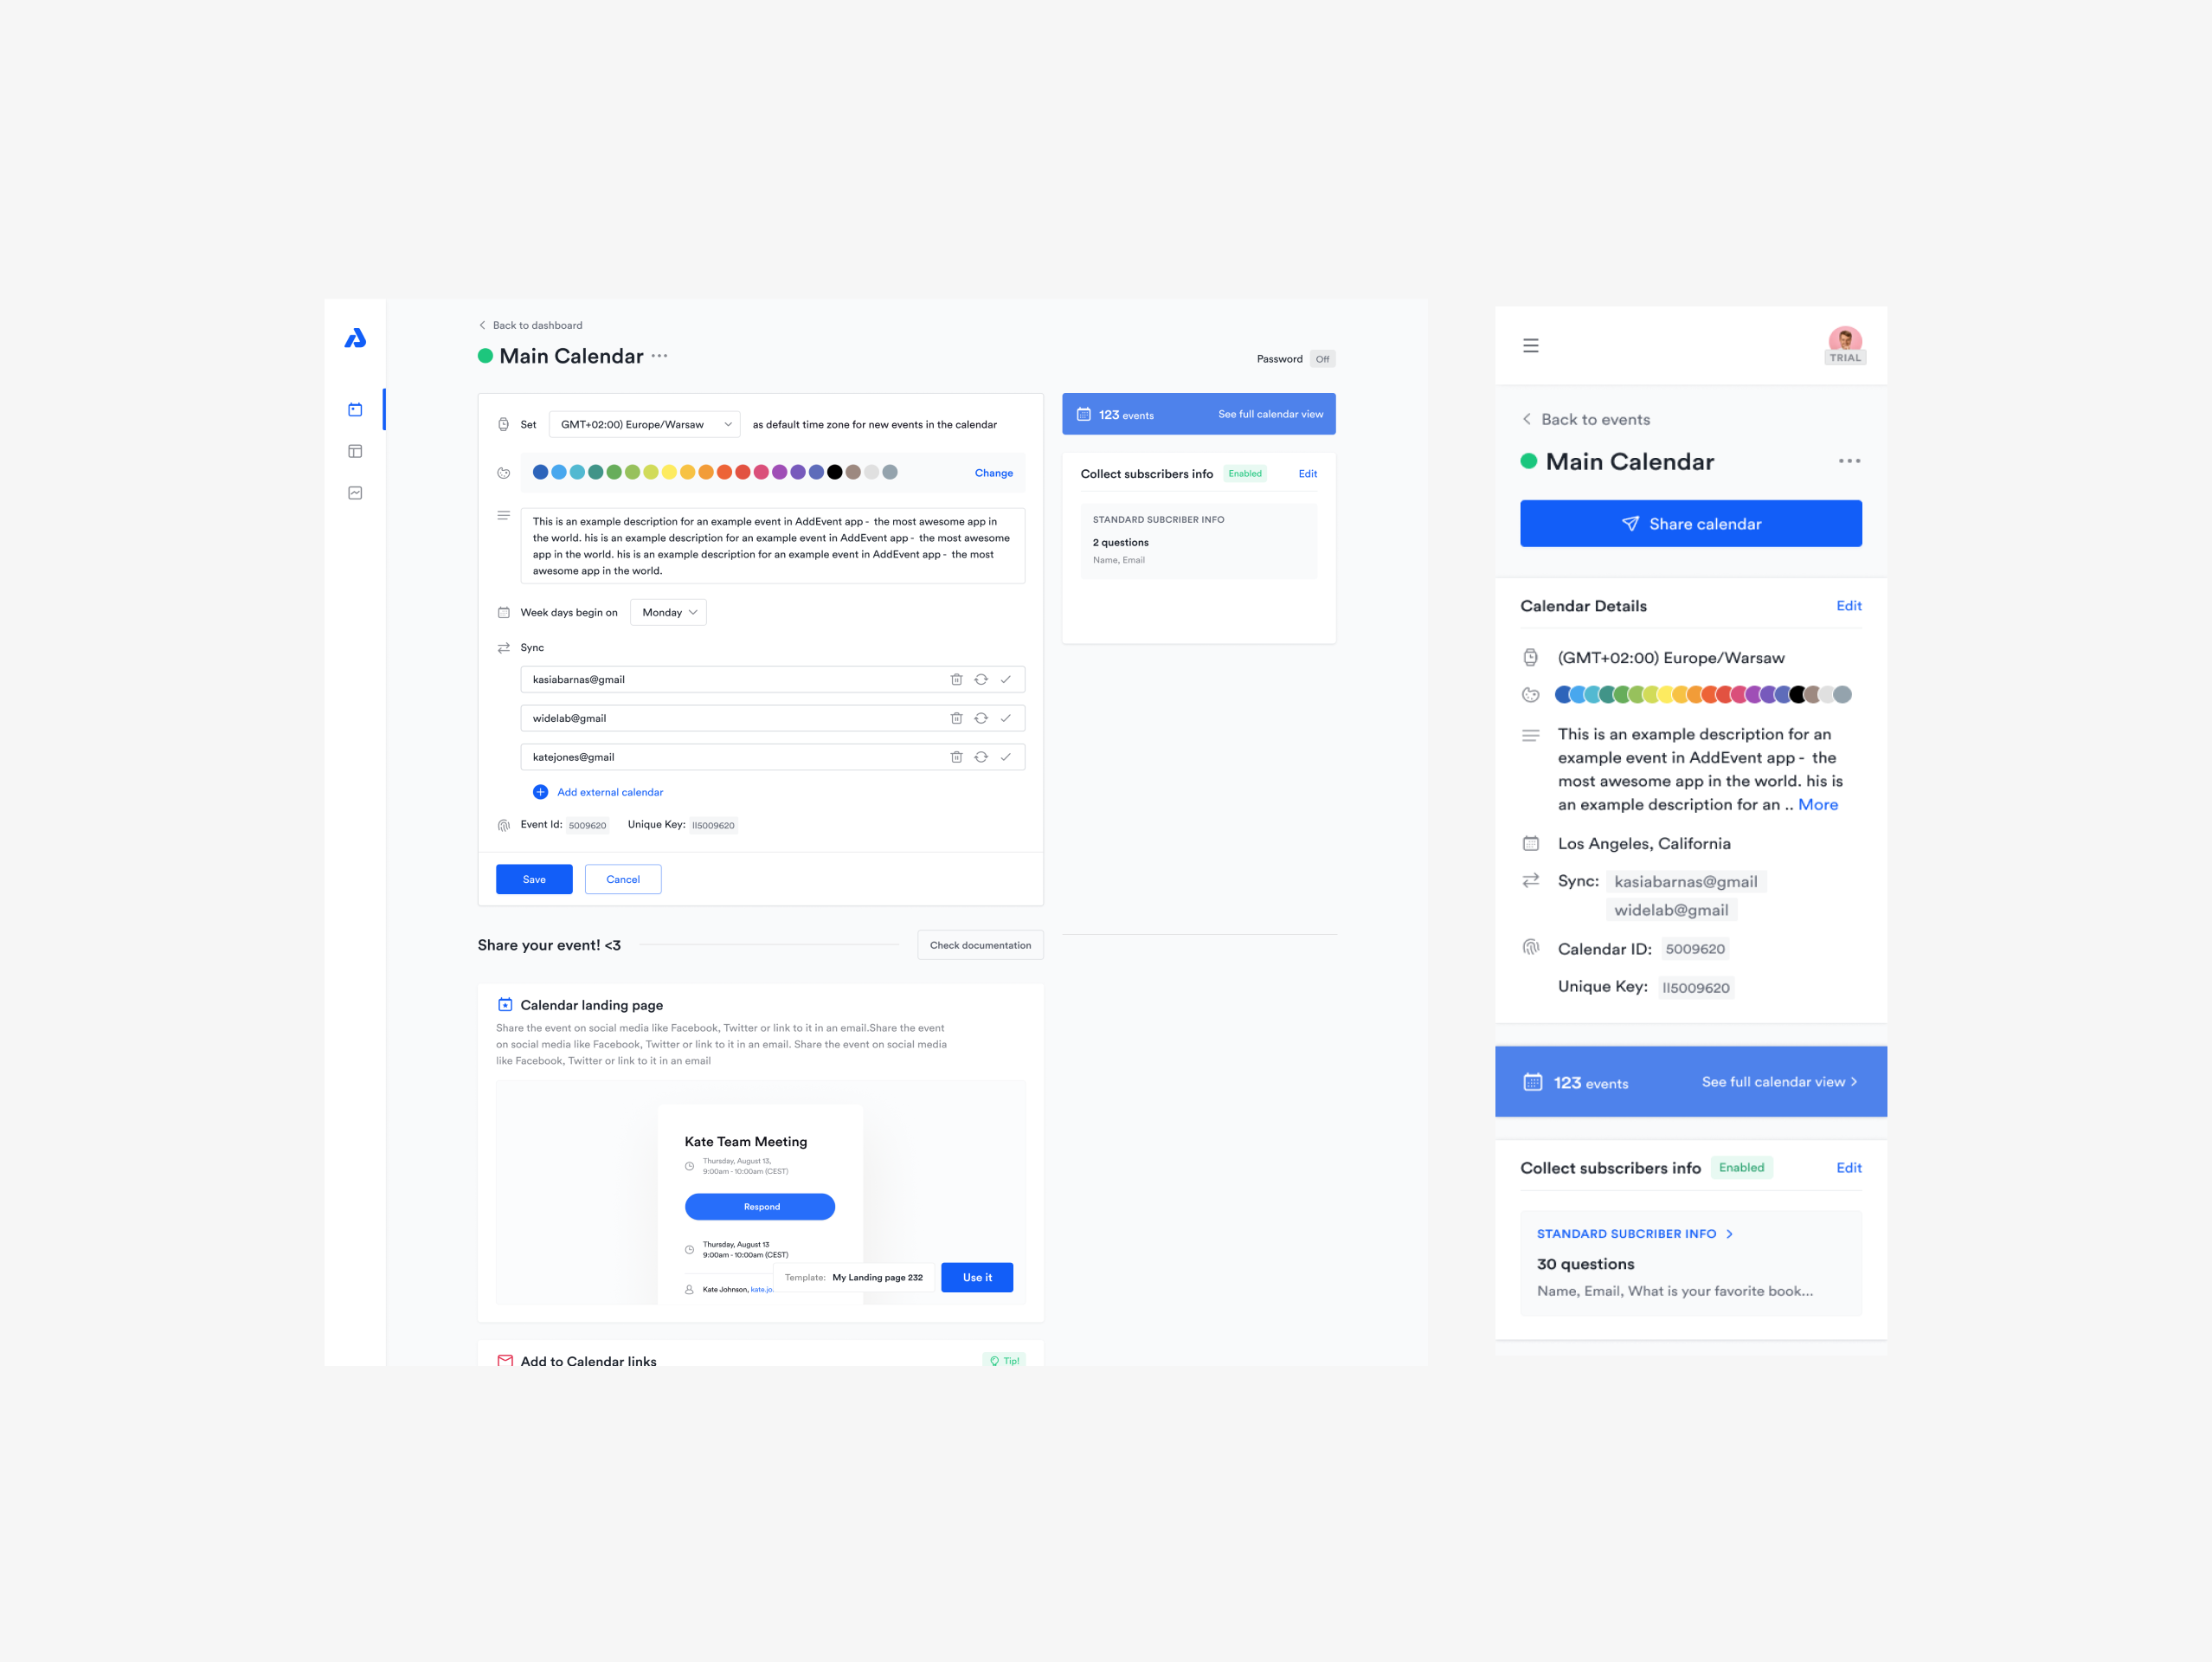 Back to dashboard
Main Calendar
Password Off
Set GMT+02:00) Europe/Warsaw as default time zone for new events in the calendar
Change
This is an example description for an example event in AddEvent app - the most awesome app in
the world. his is an example description for an example event in AddEvent app - the most awesome
app in the world. his is an example description for an example event in AddEvent app - the most
awesome app in the world.
Week days begin on Monday
Sync
kasiabarnas@gmail
widelab@gmail
katejones@gmail
Add external calendar
Event Id: 5009620 Unique Key: II5009620
Save Cancel
123 events See full calendar view
Collect subscribers info Enabled Edit
STANDARD SUBCRIBER INFO
2 questions
Name, Email
Share your event! <3
Check documentation
Calendar landing page
Share the event on social media like Facebook, Twitter or link to it in an email.Share the event
on social media like Facebook, Twitter or link to it in an email. Share the event on social media
like Facebook, Twitter or link to it in an email
Kate Team Meeting
Thursday, August 13,
9:00am - 10:00am (CEST)
Respond
Thursday, August 13
9:00am - 10:00am (CEST)
Kate Johnson, kate.jo
Template: My Landing page 232
Use it
Add to Calendar links
Tip!
TRIAL
Back to events
Main Calendar
Share calendar
Calendar Details Edit
(GMT+02:00) Europe/Warsaw
This is an example description for an
example event in AddEvent app - the
most awesome app in the world. his is
an example description for an .. More
Los Angeles, California
Sync: kasiabarnas@gmail
widelab@gmail
Calendar ID: 5009620
Unique Key: II5009620
123 events See full calendar view
Collect subscribers info Enabled Edit
STANDARD SUBCRIBER INFO
30 questions
Name, Email, What is your favorite book...